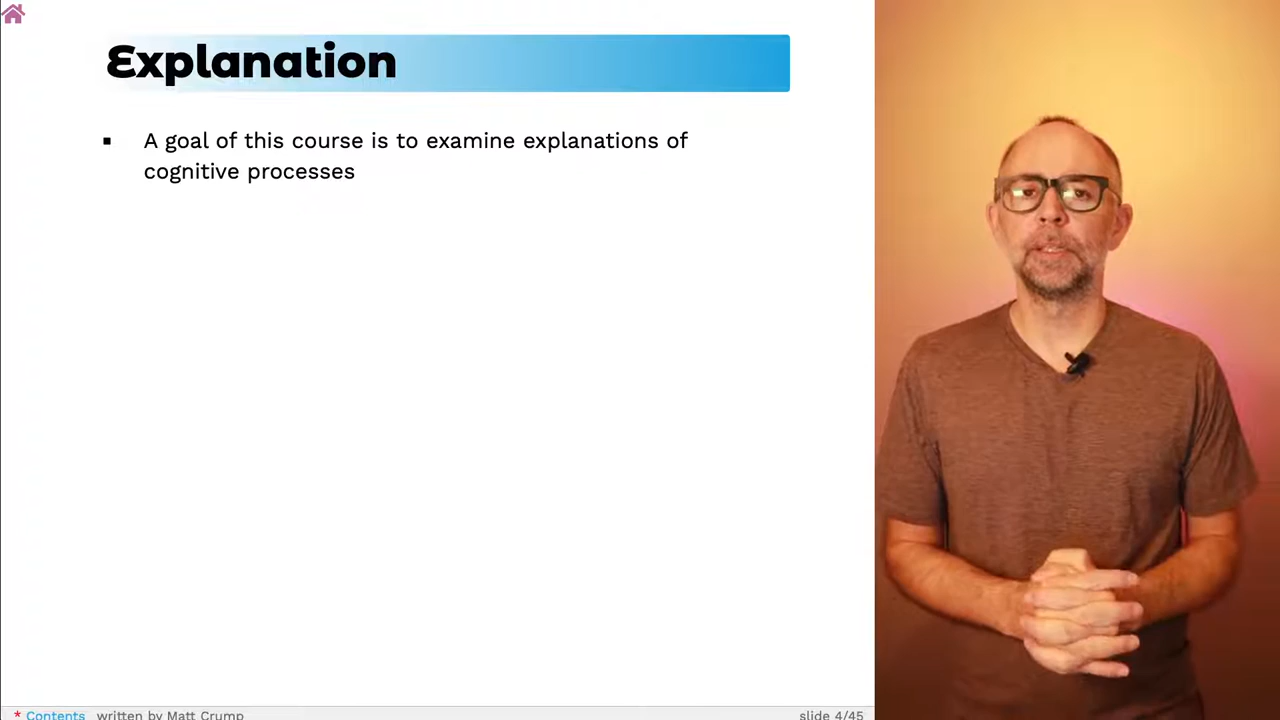 Explanation
▪ A goal of this course is to examine explanations of
cognitive processes
* Contents written by Matt Crump
slide 4/45